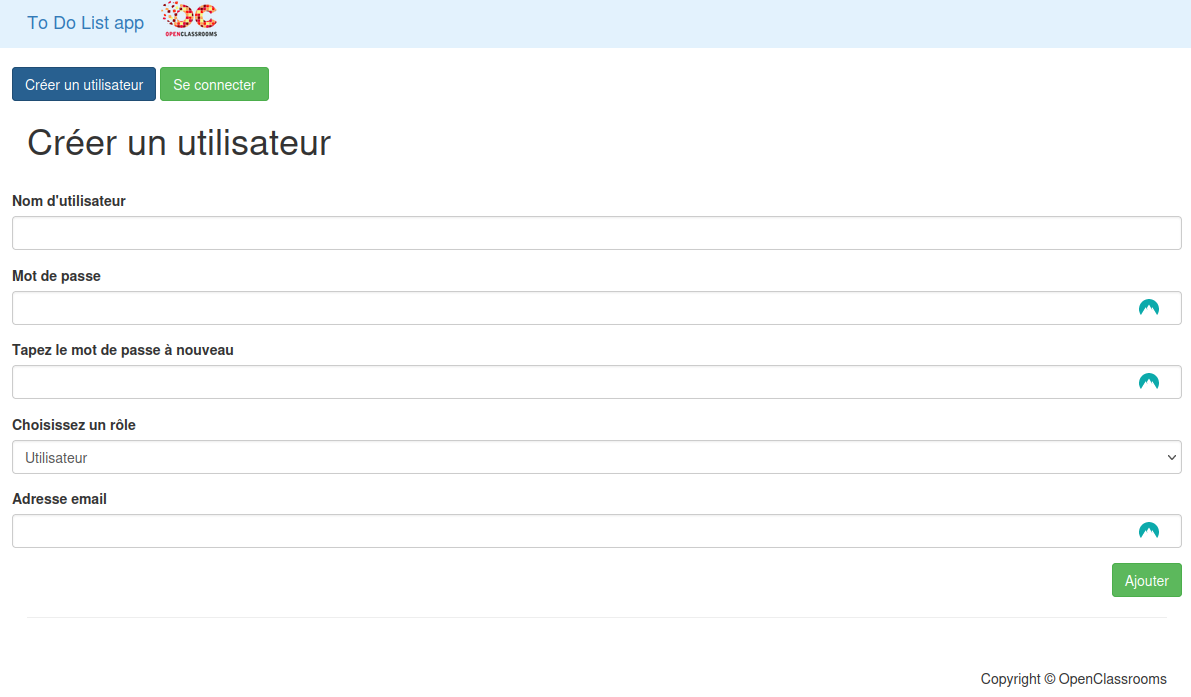 To Do List app
OC
OPENCLASSROOMS
Créer un utilisateur
Se connecter
Créer un utilisateur
Nom d'utilisateur
Mot de passe
Tapez le mot de passe à nouveau
Choisissez un rôle
Utilisateur
Adresse email
Ajouter
Copyright © OpenClassrooms